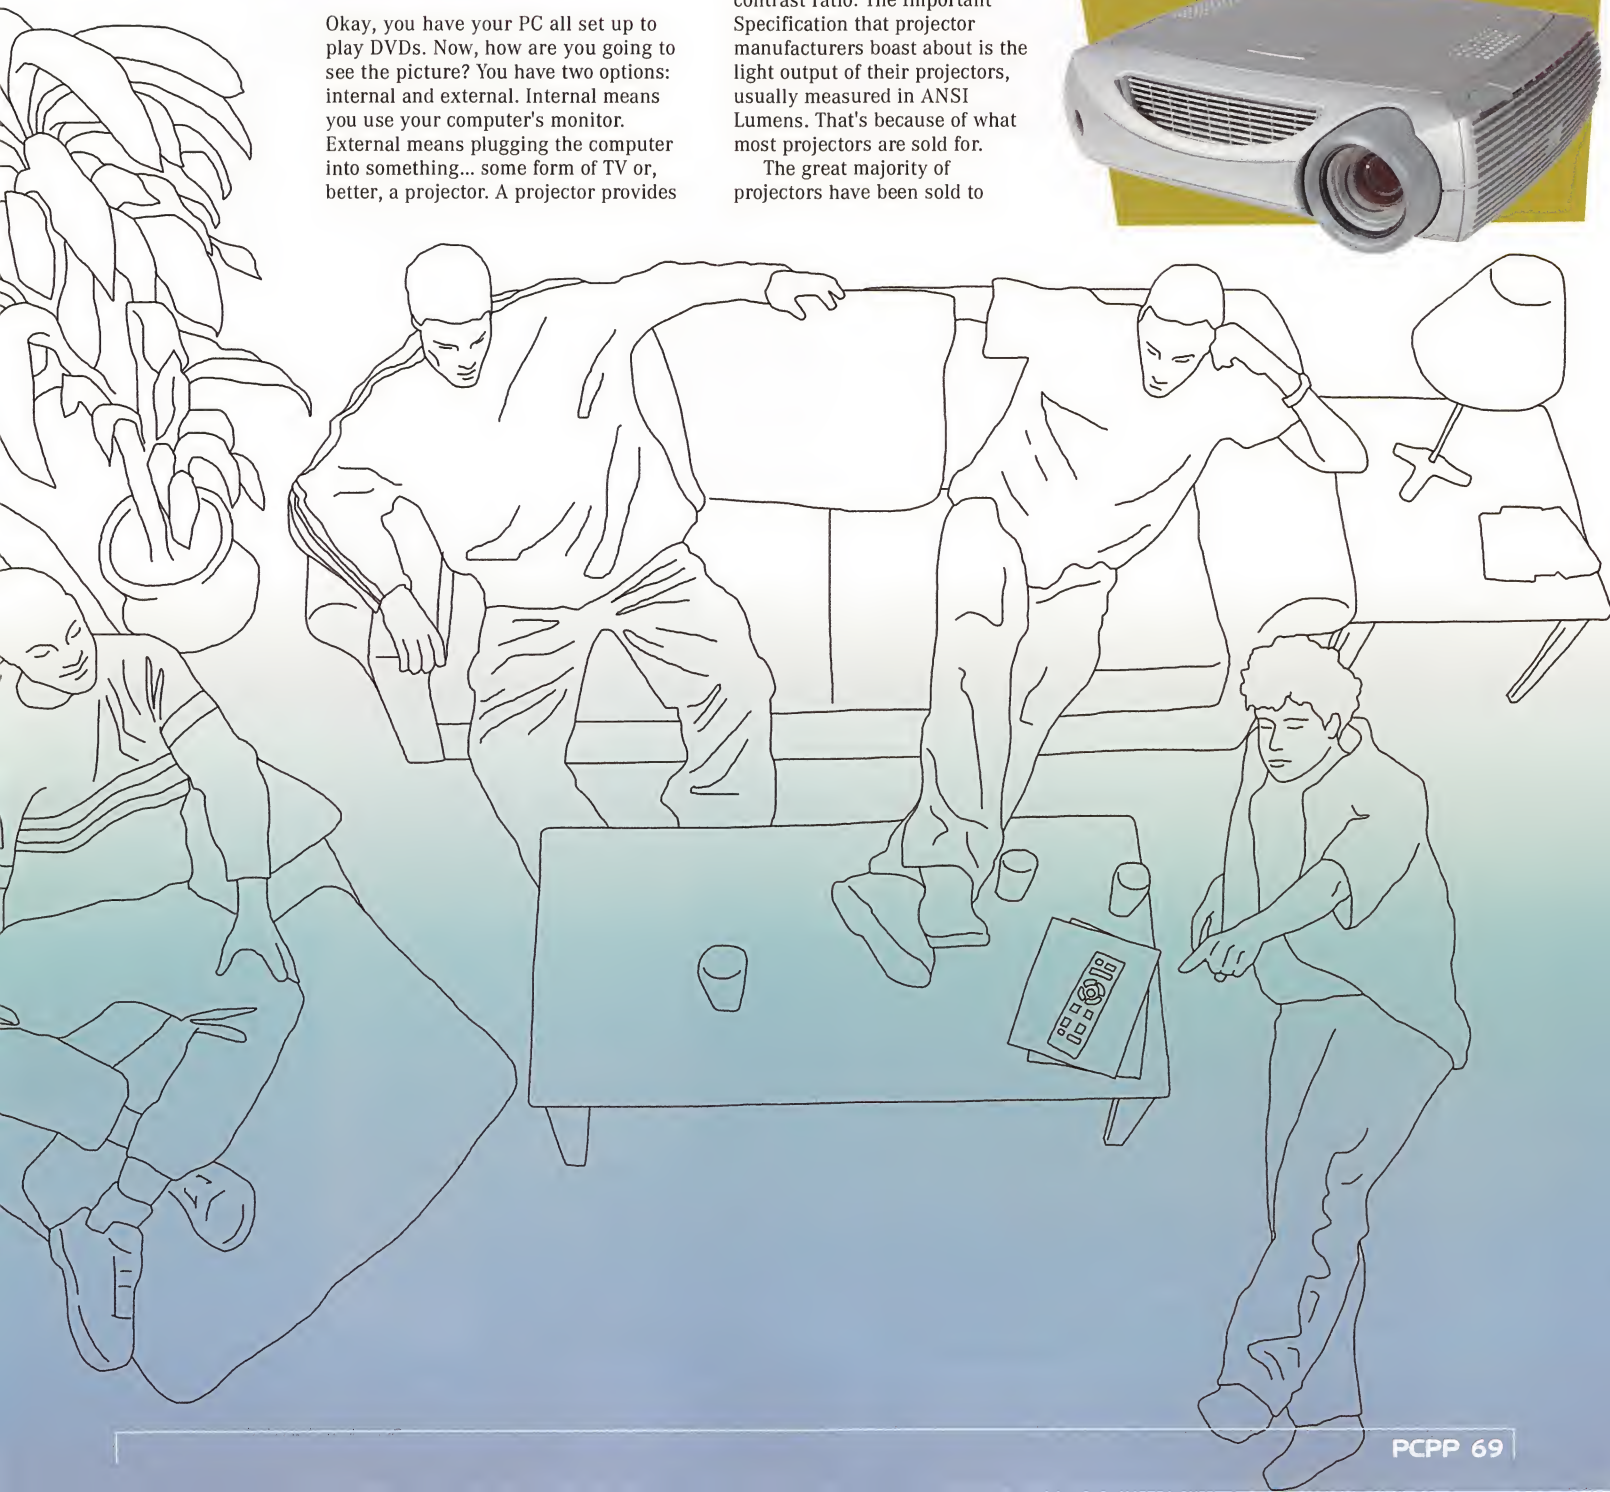 Okay, you have your PC all set up to
play DVDs. Now, how are you going to
see the picture? You have two options:
internal and external. Internal means
you use your computer's monitor.
External means plugging the computer
into something... some form of TV or,
better, a projector. A projector provides
contrast ratio. The Important
Specification that projector
manufacturers boast about is the
light output of their projectors,
usually measured in ANSI
Lumens. That's because of what
most projectors are sold for.
The great majority of
projectors have been sold to
PCPP 69